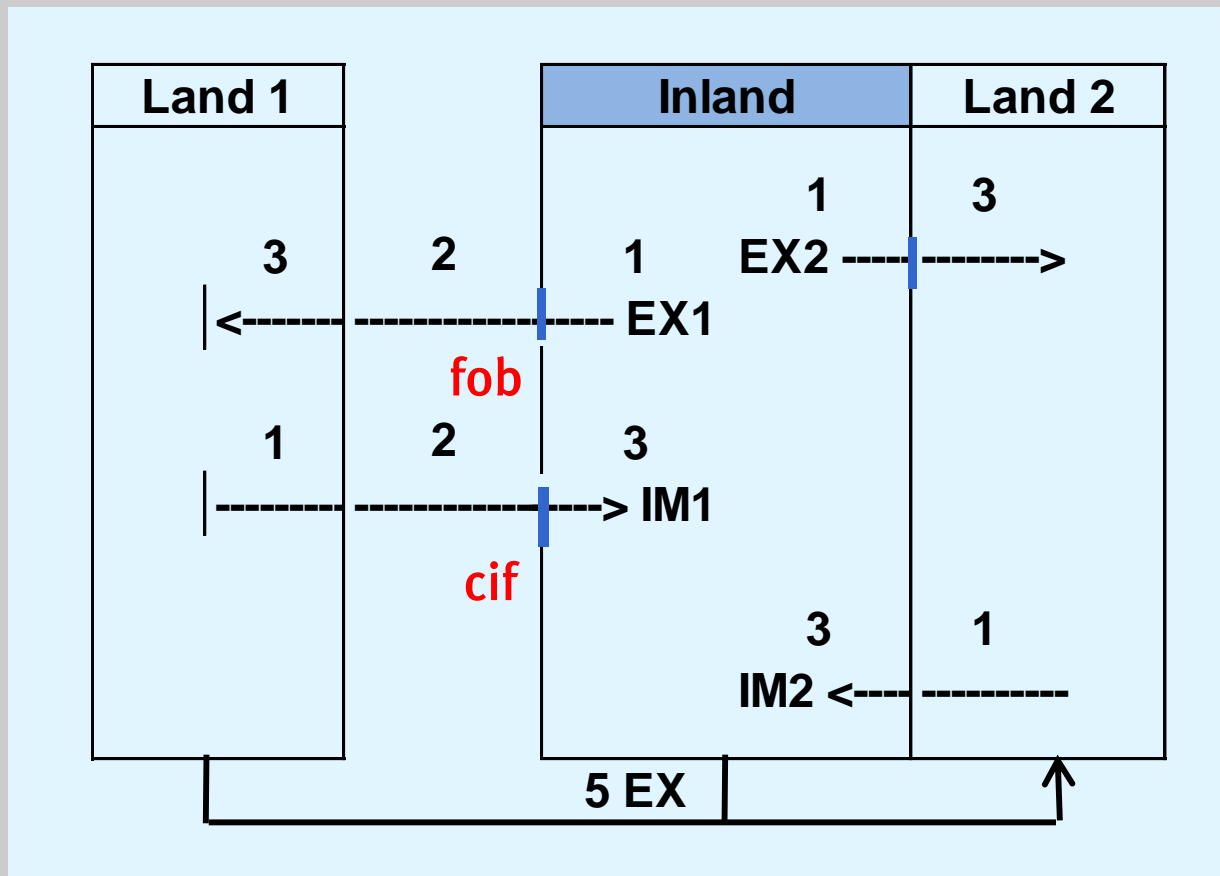 Land 1 Inland Land 2
1 3
3 2 1 EX2
EX1
fob
1 2 3
IM1
cif
3 1
IM2
5 EX